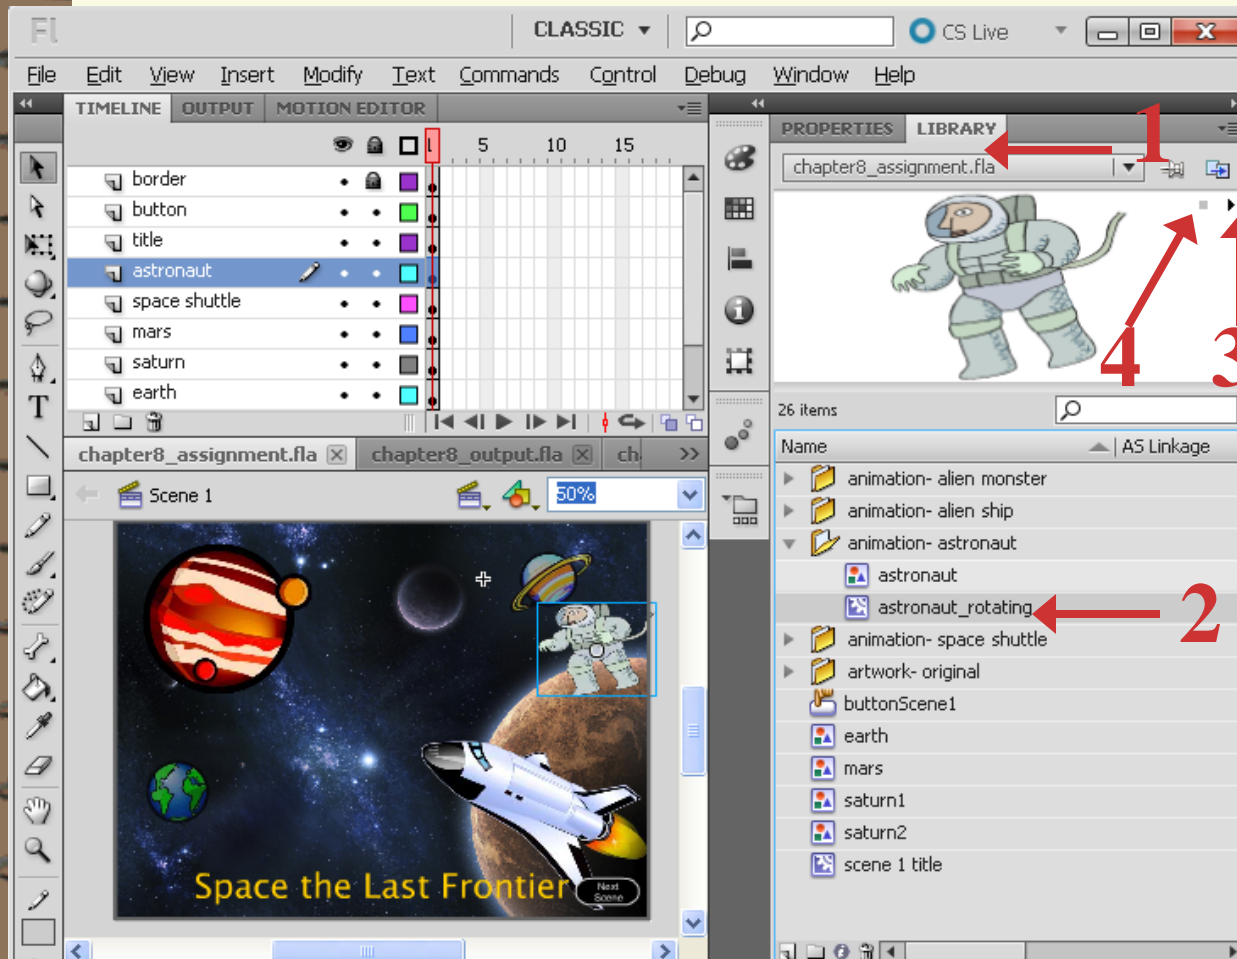 Fl CLASSIC CS Live
File Edit View Insert Modify Text Commands Control Debug Window Help
TIMELINE OUTPUT MOTION EDITOR
1 5 10 15
border
button
title
astronaut
space shuttle
mars
saturn
earth
chapter8_assignment.fla chapter8_output.fla ch
Scene 1 50%
Space the Last Frontier
Next
Scene
PROPERTIES LIBRARY
1
chapter8_assignment.fla
4 3
26 items
Name AS Linkage
animation- alien monster
animation- alien ship
animation- astronaut
astronaut
astronaut_rotating
2
animation- space shuttle
artwork- original
buttonScene1
earth
mars
saturn1
saturn2
scene 1 title